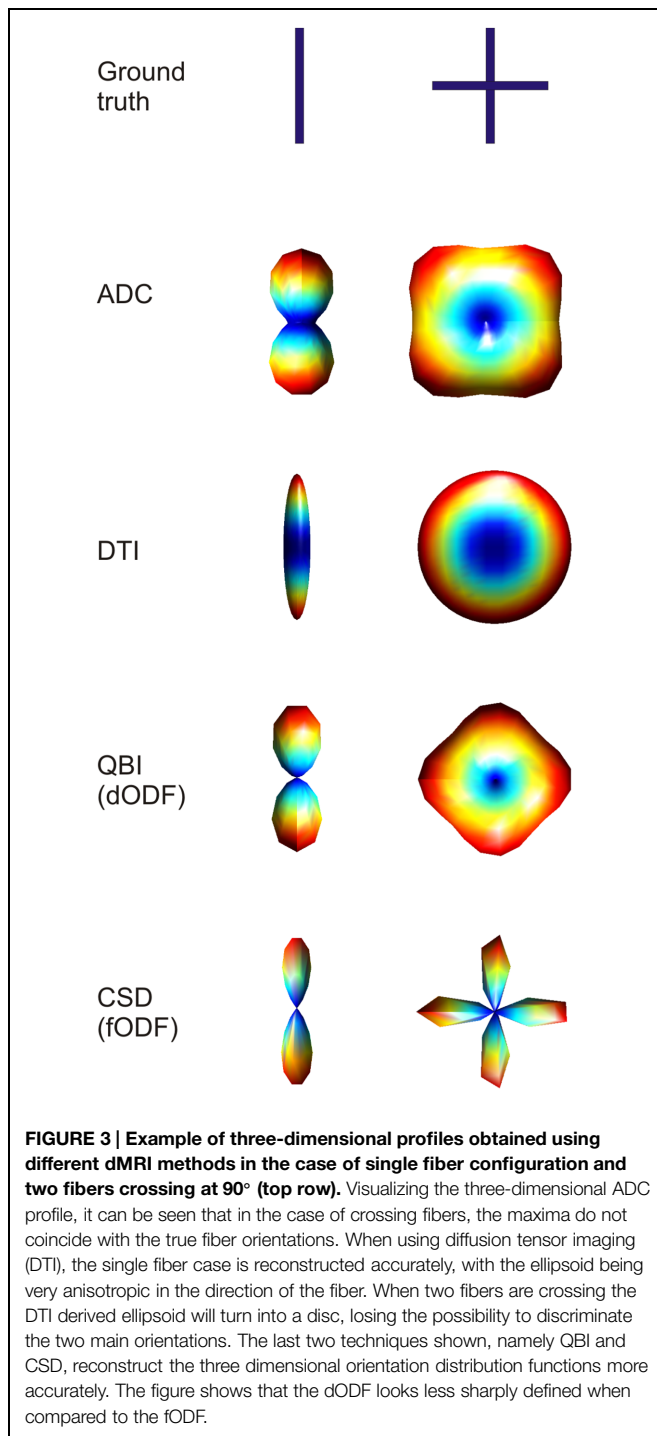 Ground
truth
ADC
DTI
QBI
(dODF)
CSD
(fODF)
FIGURE 3 | Example of three-dimensional profiles obtained using
different dMRI methods in the case of single fiber configuration and
two fibers crossing at 90° (top row). Visualizing the three-dimensional ADC
profile, it can be seen that in the case of crossing fibers, the maxima do not
coincide with the true fiber orientations. When using diffusion tensor imaging
(DTI), the single fiber case is reconstructed accurately, with the ellipsoid being
very anisotropic in the direction of the fiber. When two fibers are crossing the
DTI derived ellipsoid will turn into a disc, losing the possibility to discriminate
the two main orientations. The last two techniques shown, namely QBI and
CSD, reconstruct the three dimensional orientation distribution functions more
accurately. The figure shows that the dODF looks less sharply defined when
compared to the fODF.